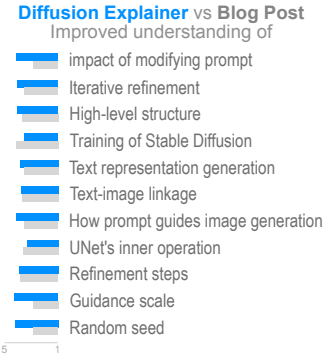 Diffusion Explainer vs Blog Post
Improved understanding of
impact of modifying prompt
Iterative refinement
High-level structure
Training of Stable Diffusion
Text representation generation
Text-image linkage
How prompt guides image generation
UNet's inner operation
Refinement steps
Guidance scale
Random seed
5 1